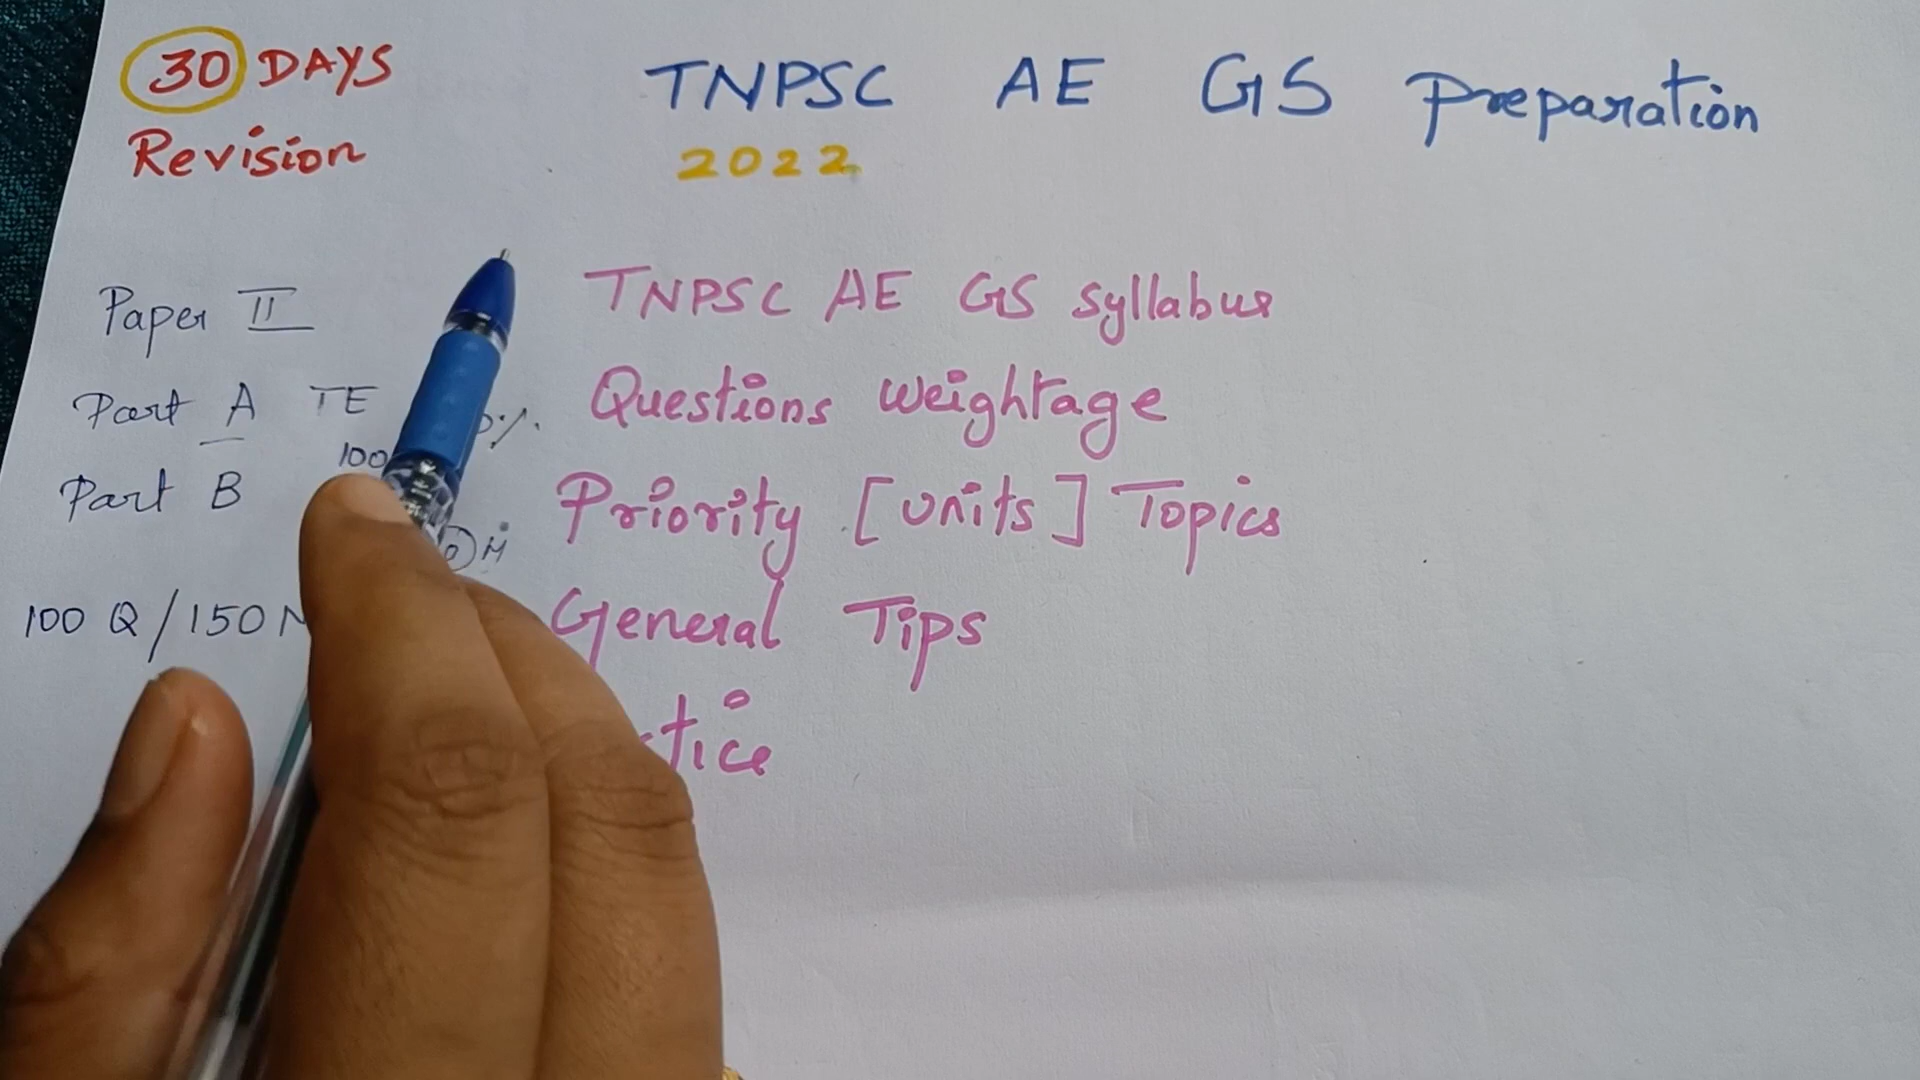 30 DAYS
Revision
TNPSC AE GS Preparation
2022
Paper II
Part A TE
100
Part B
100 Q/150
TNPSC AE GS Syllabus
Questions Weightage
Priority [Units] Topics
General Tips